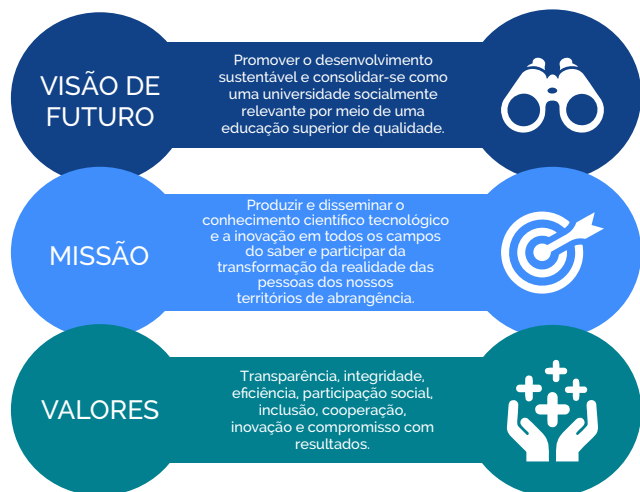 VISÃO DE
FUTURO
Promover o desenvolvimento
sustentável e consolidar-se como
uma universidade socialmente
relevante por meio de uma
educação superior de qualidade.
MISSÃO
Produzir e disseminar o
conhecimento científico tecnológico
e a inovação em todos os campos
do saber e participar da
transformação da realidade das
pessoas dos nossos
territórios de abrangência.
VALORES
Transparência, integridade,
eficiência, participação social,
inclusão, cooperação,
inovação e compromisso com
resultados.